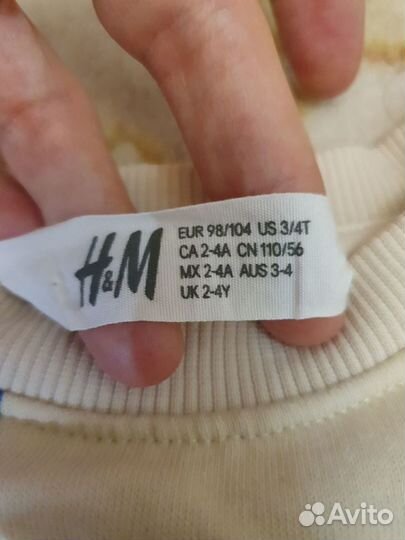 H&M
EUR 98/104 US 3/4T
CA 2-4A CN 110/56
MX 2-4A AUS 3-4
UK 2-4Y
Avito